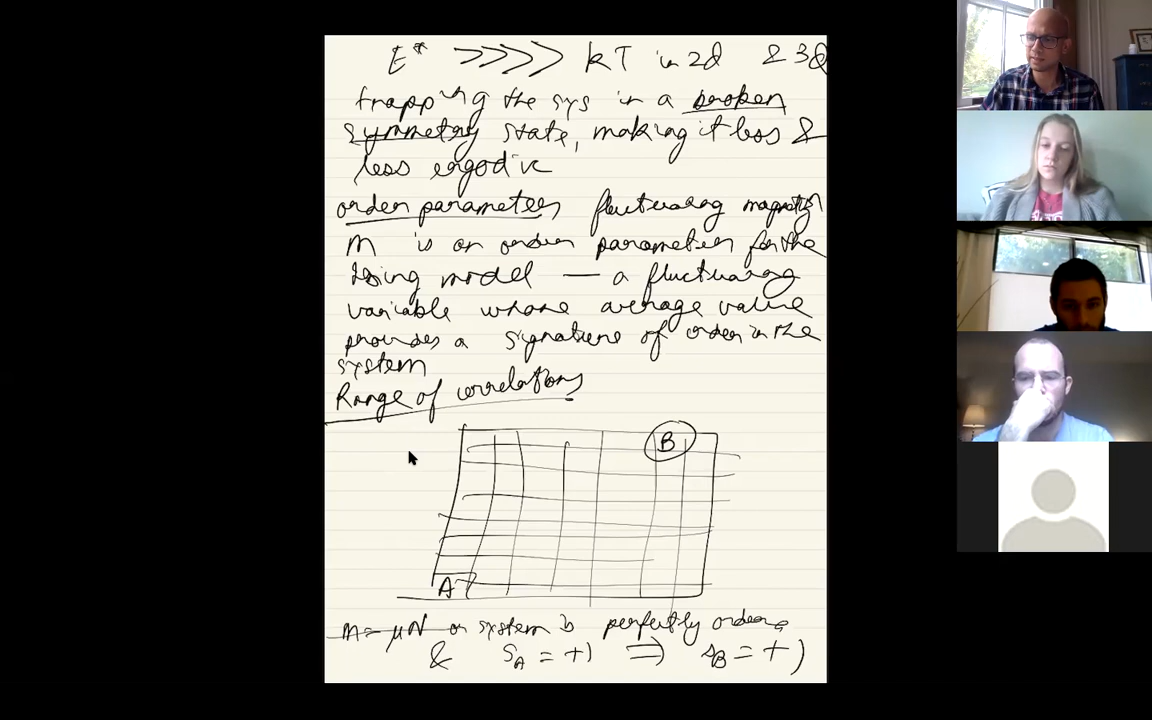 E* >>>> kT in 2d & 3d
trapping the sys in a broken
symmetry state, making it less &
less ergodic
order parameters fluctuating magnetizn
M is an order parameter for the
Ising model — a fluctuating
variable whose average value
provides a signature of order in the
system
Range of correlations
B
A
M = μN or system is perfectly ordered
& S_A = +1 ⇒ S_B = +1